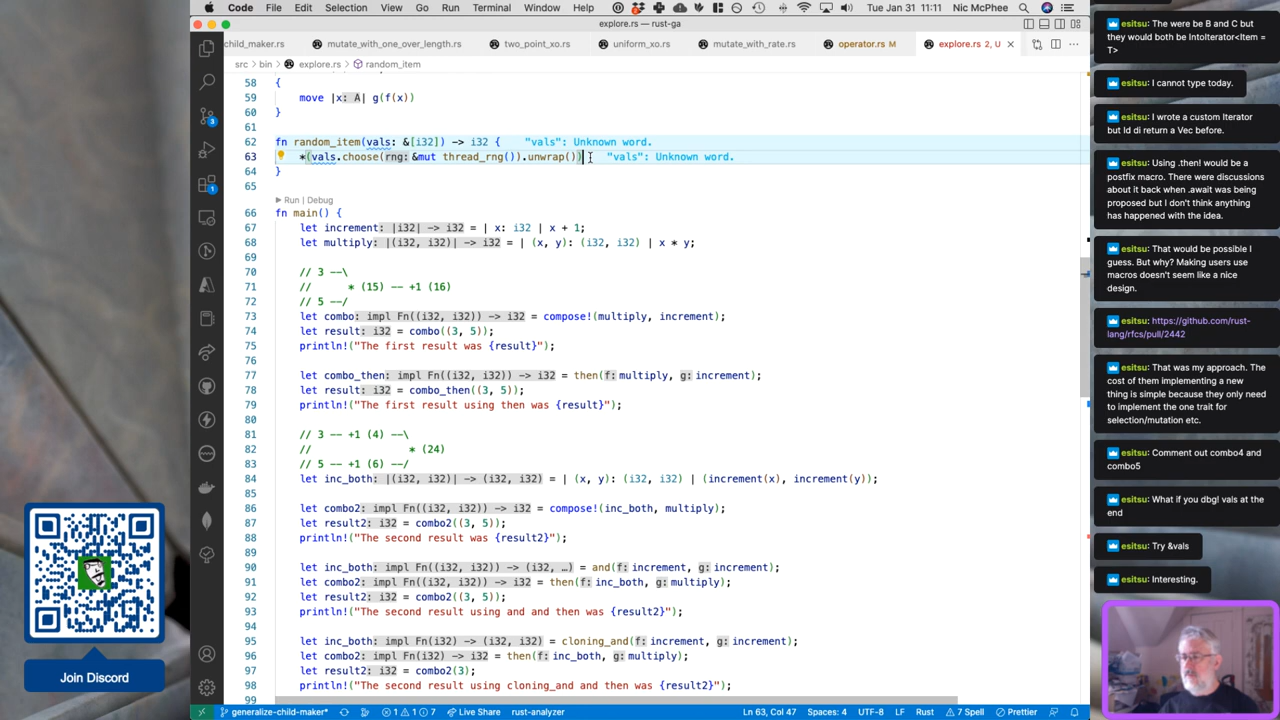 Code File Edit Selection View Go Run Terminal Window Help Tue Jan 31 11:11 Nic McPhee
explore.rs — rust-ga
child_maker.rs mutate_with_one_over_length.rs two_point_xo.rs uniform_xo.rs mutate_with_rate.rs operator.rs M explore.rs 2, U
src > bin > explore.rs > random_item
58 {
59 move |x: A| g(f(x))
60 }
61
62 fn random_item(vals: &[i32]) -> i32 { "vals": Unknown word.
63 *(vals.choose(rng: &mut thread_rng()).unwrap()) "vals": Unknown word.
64 }
65
Run | Debug
66 fn main() {
67 let increment: |i32| -> i32 = | x: i32 | x + 1;
68 let multiply: |(i32, i32)| -> i32 = | (x, y): (i32, i32) | x * y;
69
70 // 3 --\
71 // * (15) -- +1 (16)
72 // 5 --/
73 let combo: impl Fn((i32, i32)) -> i32 = compose!(multiply, increment);
74 let result: i32 = combo((3, 5));
75 println!("The first result was {result}");
76
77 let combo_then: impl Fn((i32, i32)) -> i32 = then(f: multiply, g: increment);
78 let result: i32 = combo_then((3, 5));
79 println!("The first result using then was {result}");
80
81 // 3 -- +1 (4) --\
82 // * (24)
83 // 5 -- +1 (6) --/
84 let inc_both: |(i32, i32)| -> (i32, i32) = | (x, y): (i32, i32) | (increment(x), increment(y));
85
86 let combo2: impl Fn((i32, i32)) -> i32 = compose!(inc_both, multiply);
87 let result2: i32 = combo2((3, 5));
88 println!("The second result was {result2}");
89
90 let inc_both: impl Fn((i32, i32)) -> (i32, …) = and(f: increment, g: increment);
91 let combo2: impl Fn((i32, i32)) -> i32 = then(f: inc_both, g: multiply);
92 let result2: i32 = combo2((3, 5));
93 println!("The second result using and and then was {result2}");
94
95 let inc_both: impl Fn(i32) -> (i32, i32) = cloning_and(f: increment, g: increment);
96 let combo2: impl Fn(i32) -> i32 = then(f: inc_both, g: multiply);
97 let result2: i32 = combo2(3);
98 println!("The second result using cloning_and and then was {result2}");
99
generalize-child-maker* 1 1 7 Live Share rust-analyzer Ln 63, Col 47 Spaces: 4 UTF-8 LF Rust 7 Spell Prettier
3
1
Join Discord
esitsu: The were be B and C but
they would both be IntoIterator<Item =
T>
esitsu: I cannot type today.
esitsu: I wrote a custom Iterator
but Id di return a Vec before.
esitsu: Using .then! would be a
postfix macro. There were discussions
about it back when .await was being
proposed but I don't think anything
has happened with the idea.
esitsu: That would be possible I
guess. But why? Making users use
macros doesn't seem like a nice
design.
esitsu: https://github.com/rust-
lang/rfcs/pull/2442
esitsu: That was my approach. The
cost of them implementing a new
thing is simple because they only need
to implement the one trait for
selection/mutation etc.
esitsu: Comment out combo4 and
combo5
esitsu: What if you dbg! vals at the
end
esitsu: Try &vals
esitsu: Interesting.